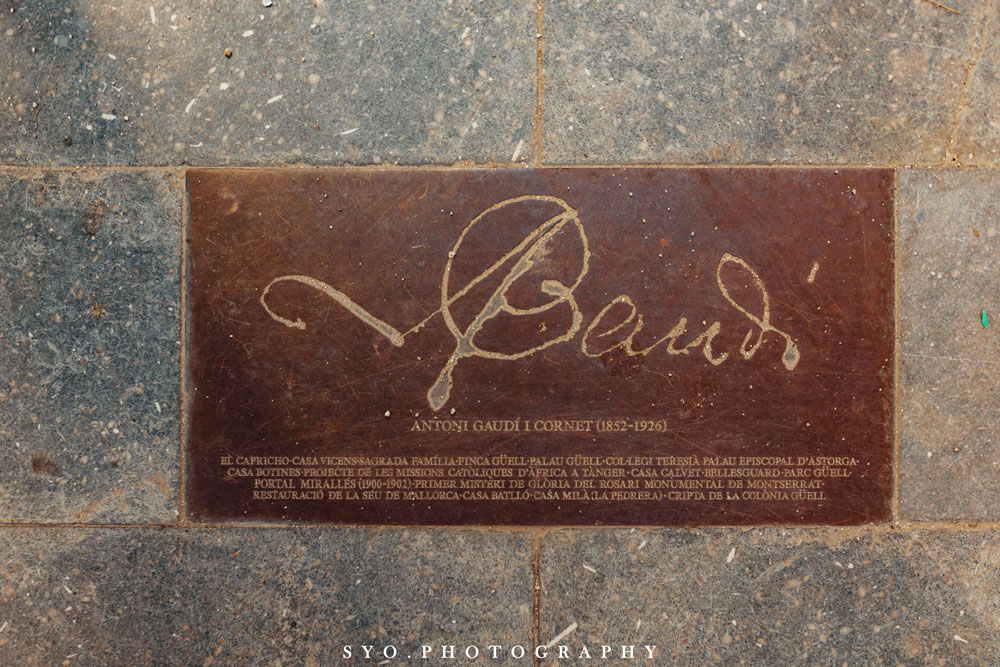 Gaudí
ANTONI GAUDÍ I CORNET (1852-1926)
EL CAPRICHO·CASA VICENS·SAGRADA FAMÍLIA·FINCA GÜELL·PALAU GÜELL·COL·LEGI TERESIÀ PALAU EPISCOPAL D'ASTORGA·
CASA BOTINES·PROJECTE DE LES MISSIONS CATÒLIQUES D'ÀFRICA A TÀNGER·CASA CALVET·BELLESGUARD·PARC GÜELL·
PORTAL MIRALLES (1900-1902)·PRIMER MISTERI DE GLÒRIA DEL ROSARI MONUMENTAL DE MONTSERRAT·
RESTAURACIÓ DE LA SEU DE MALLORCA·CASA BATLLÓ·CASA MILÀ(LA PEDRERA)·CRIPTA DE LA COLÒNIA GÜELL
SYO.PHOTOGRAPHY